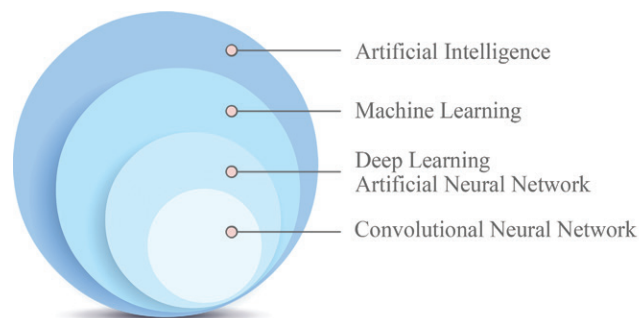 Artificial Intelligence
Machine Learning
Deep Learning
Artificial Neural Network
Convolutional Neural Network